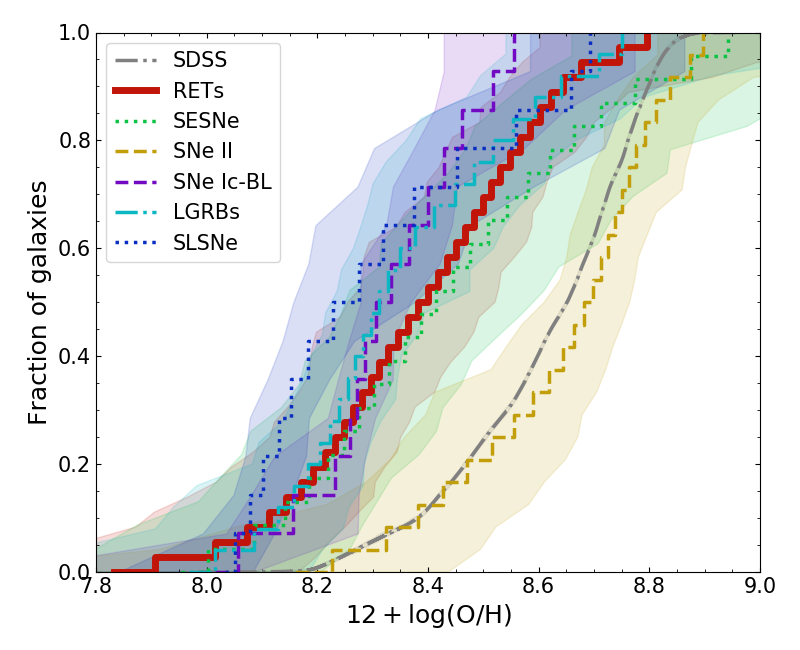 Fraction of galaxies
1.0
0.8
0.6
0.4
0.2
0.0
SDSS
RETs
SESNe
SNe II
SNe Ic-BL
LGRBs
SLSNe
7.8 8.0 8.2 8.4 8.6 8.8 9.0
12 + log(O/H)